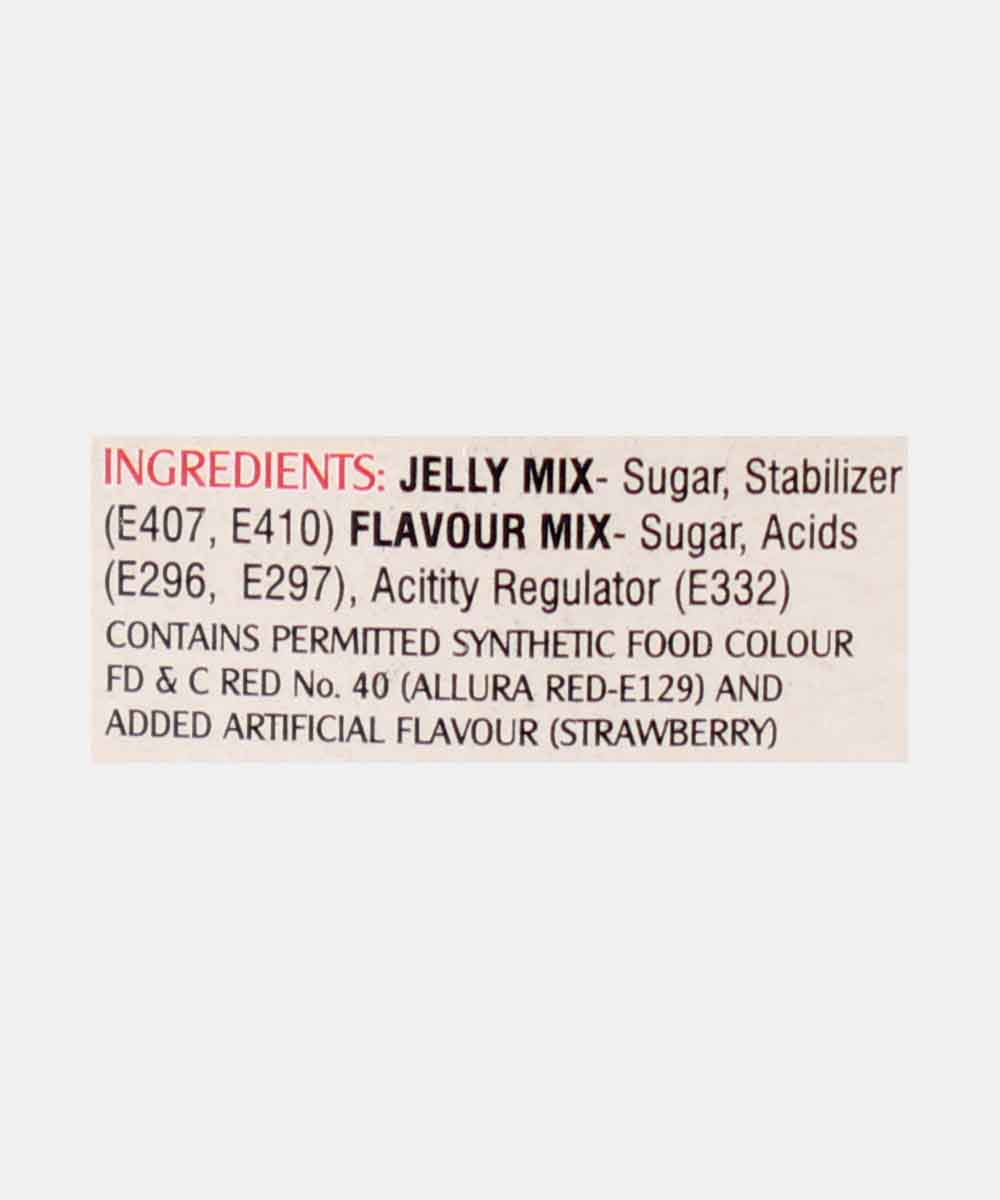 INGREDIENTS: JELLY MIX- Sugar, Stabilizer
(E407, E410) FLAVOUR MIX- Sugar, Acids
(E296, E297), Acitity Regulator (E332)
CONTAINS PERMITTED SYNTHETIC FOOD COLOUR
FD & C RED No. 40 (ALLURA RED-E129) AND
ADDED ARTIFICIAL FLAVOUR (STRAWBERRY)